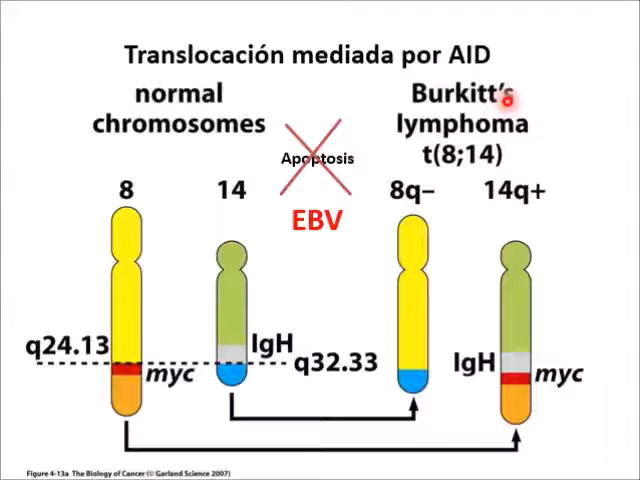 Translocación mediada por AID
normal
chromosomes
Burkitt's
lymphoma
t(8;14)
Apoptosis
EBV
8
14
8q–
14q+
q24.13
myc
IgH
q32.33
IgH
myc
Figure 4-13a The Biology of Cancer (© Garland Science 2007)